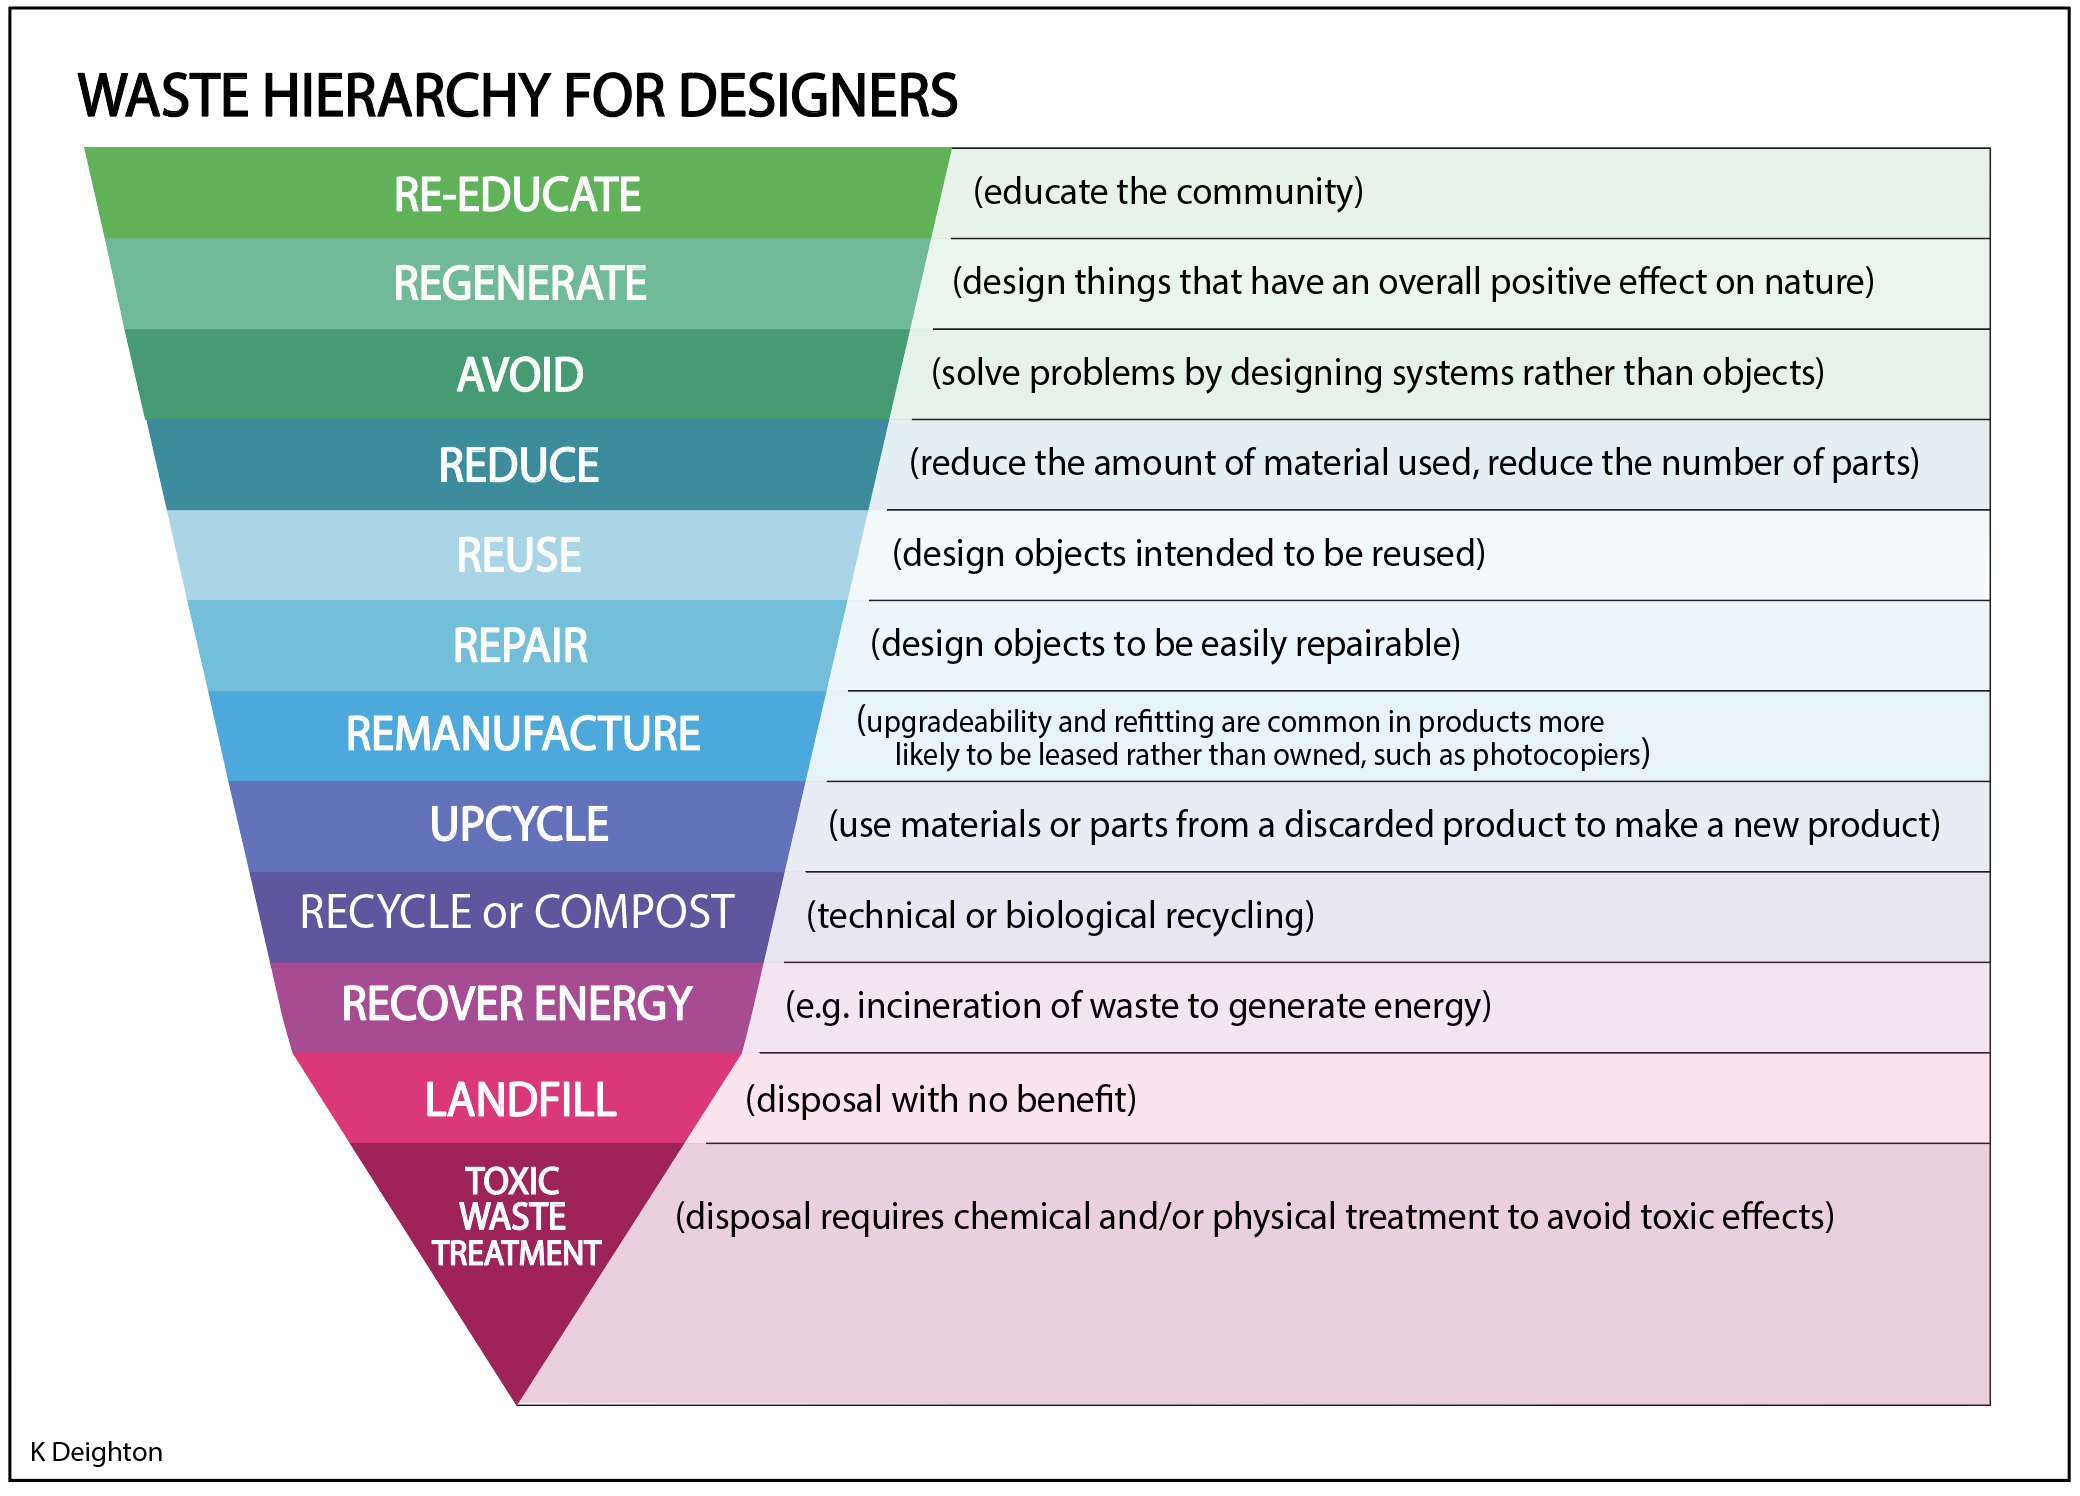 WASTE HIERARCHY FOR DESIGNERS
RE-EDUCATE
(educate the community)
REGENERATE
(design things that have an overall positive effect on nature)
AVOID
(solve problems by designing systems rather than objects)
REDUCE
(reduce the amount of material used, reduce the number of parts)
REUSE
(design objects intended to be reused)
REPAIR
(design objects to be easily repairable)
REMANUFACTURE
(upgradeability and refitting are common in products more
likely to be leased rather than owned, such as photocopiers)
UPCYCLE
(use materials or parts from a discarded product to make a new product)
RECYCLE or COMPOST
(technical or biological recycling)
RECOVER ENERGY
(e.g. incineration of waste to generate energy)
LANDFILL
(disposal with no benefit)
TOXIC
WASTE
TREATMENT
(disposal requires chemical and/or physical treatment to avoid toxic effects)
K Deighton